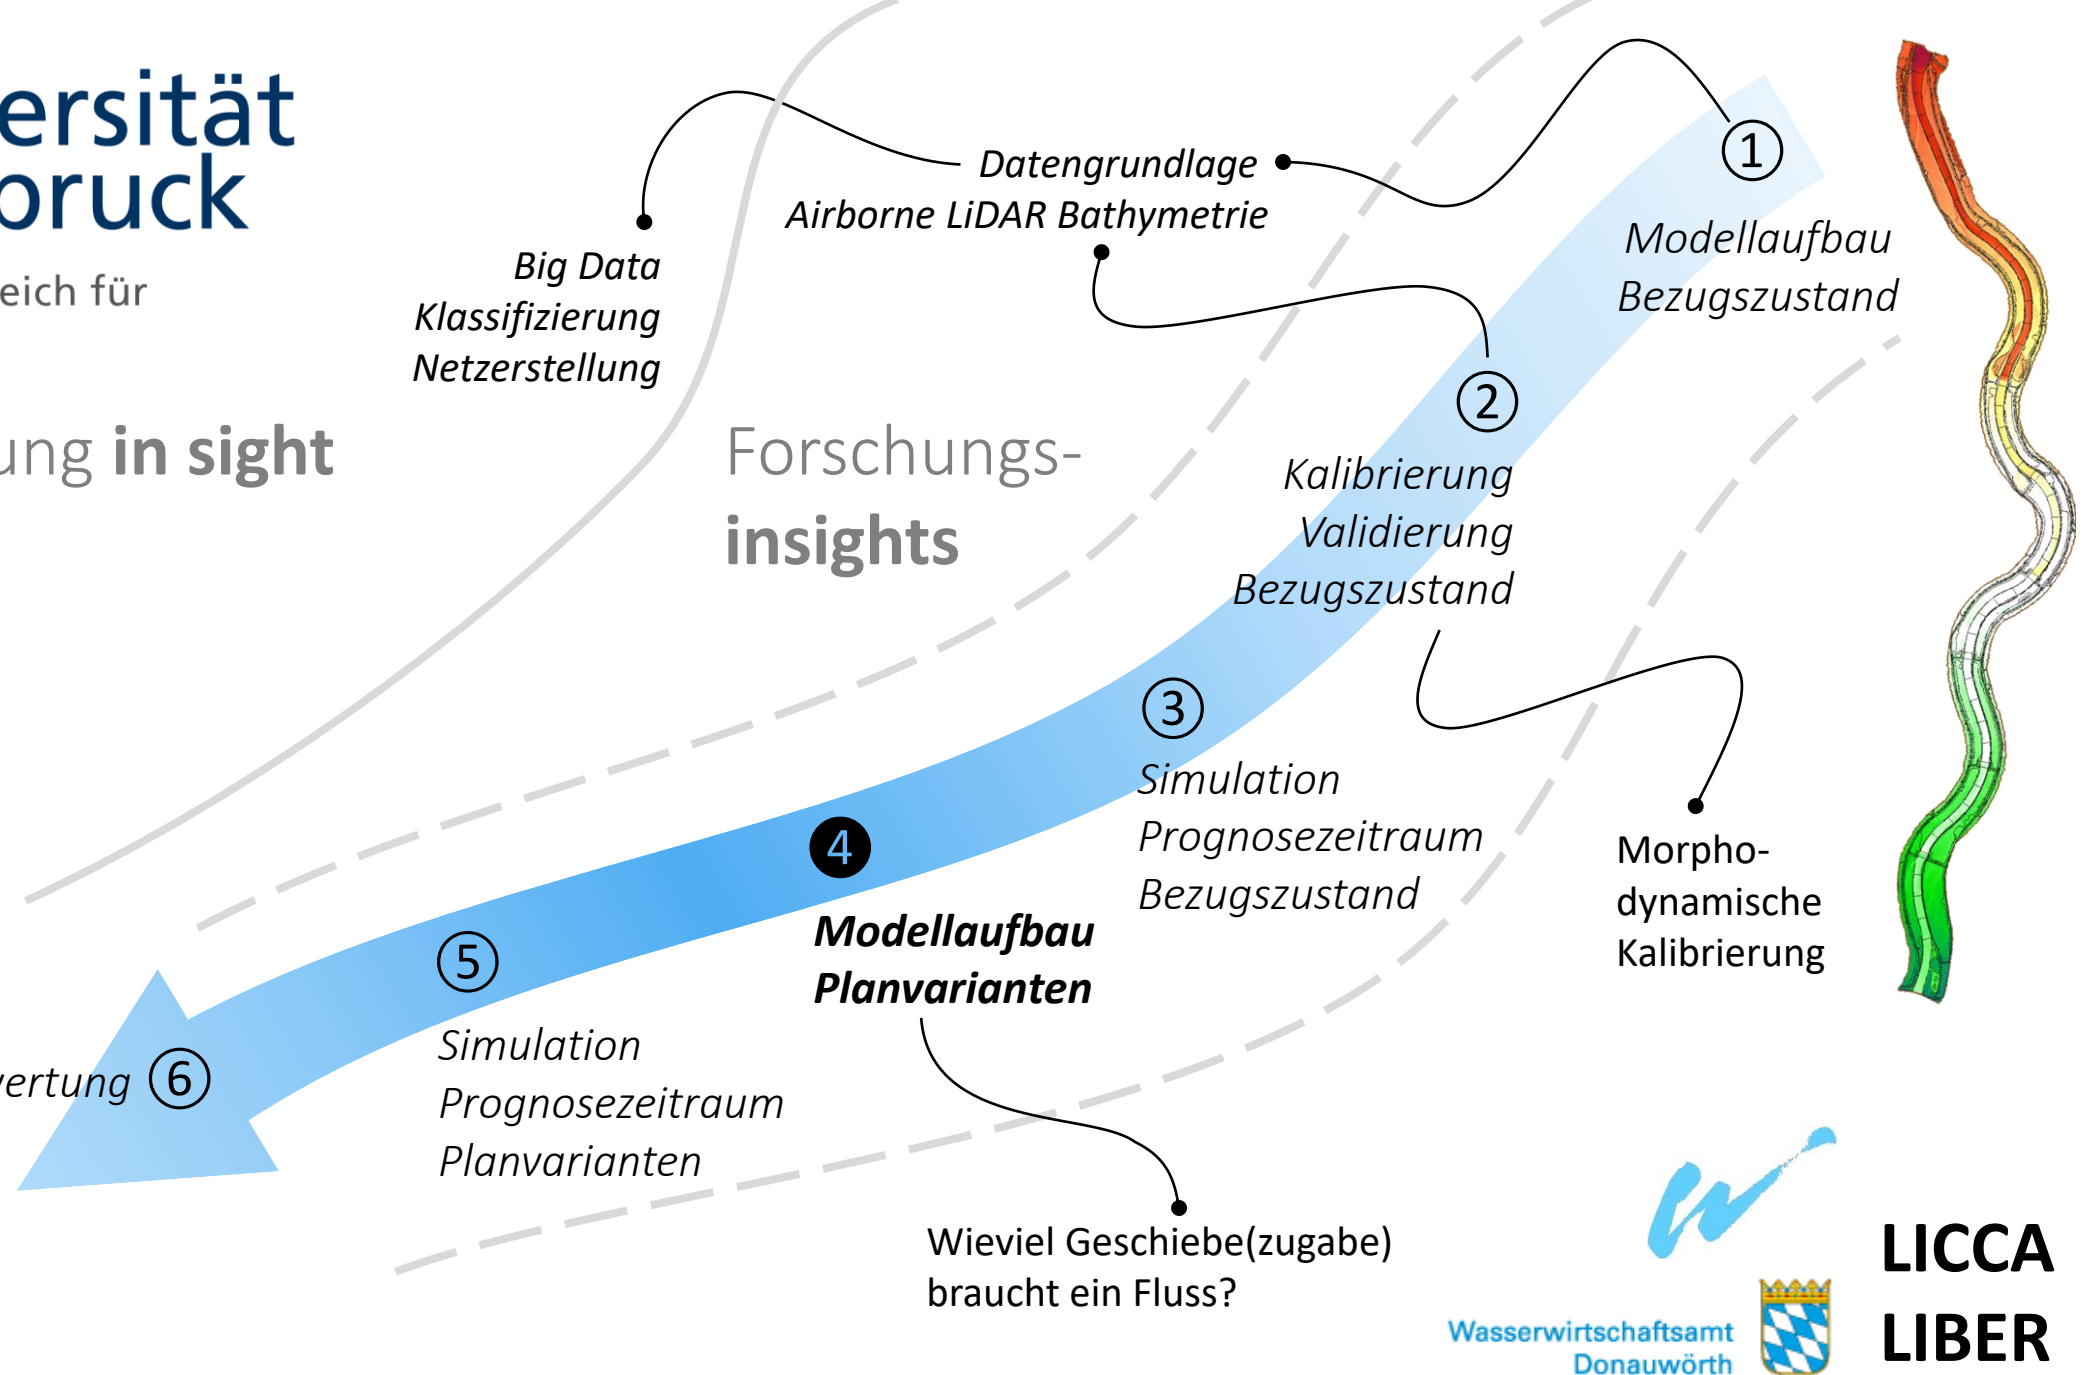 ersität
bruck
eich für
ung in sight
Big Data
Klassifizierung
Netzerstellung
Datengrundlage
Airborne LiDAR Bathymetrie
Forschungs-
insights
1
Modellaufbau
Bezugszustand
2
Kalibrierung
Validierung
Bezugszustand
3
Simulation
Prognosezeitraum
Bezugszustand
Morpho-
dynamische
Kalibrierung
4
Modellaufbau
Planvarianten
Wieviel Geschiebe(zugabe)
braucht ein Fluss?
5
Simulation
Prognosezeitraum
Planvarianten
wertung 6
Wasserwirtschaftsamt
Donauwörth
LICCA
LIBER